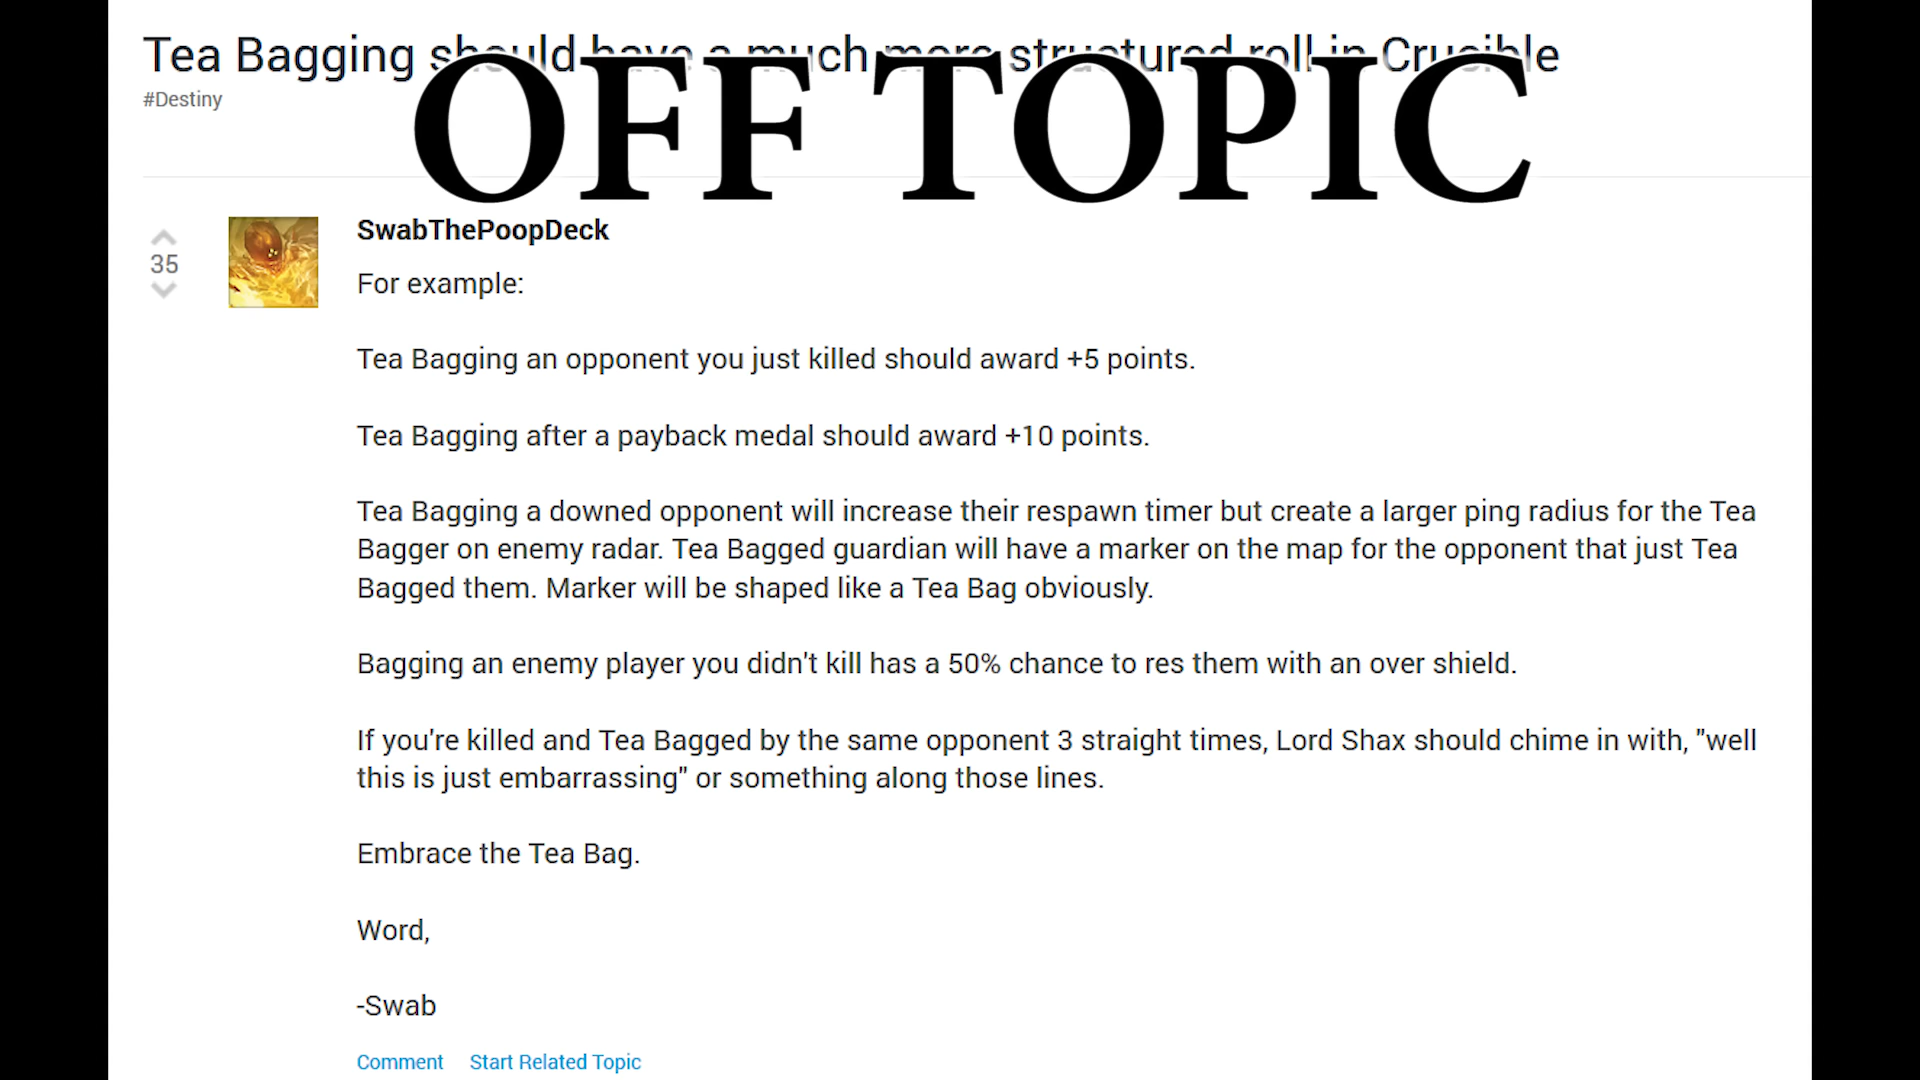 Tea Bagging should have a much more structured roll in Crucible
OFF TOPIC
#Destiny
35
SwabThePoopDeck
For example:
Tea Bagging an opponent you just killed should award +5 points.
Tea Bagging after a payback medal should award +10 points.
Tea Bagging a downed opponent will increase their respawn timer but create a larger ping radius for the Tea
Bagger on enemy radar. Tea Bagged guardian will have a marker on the map for the opponent that just Tea
Bagged them. Marker will be shaped like a Tea Bag obviously.
Bagging an enemy player you didn't kill has a 50% chance to res them with an over shield.
If you're killed and Tea Bagged by the same opponent 3 straight times, Lord Shax should chime in with, "well
this is just embarrassing" or something along those lines.
Embrace the Tea Bag.
Word,
-Swab
Comment Start Related Topic